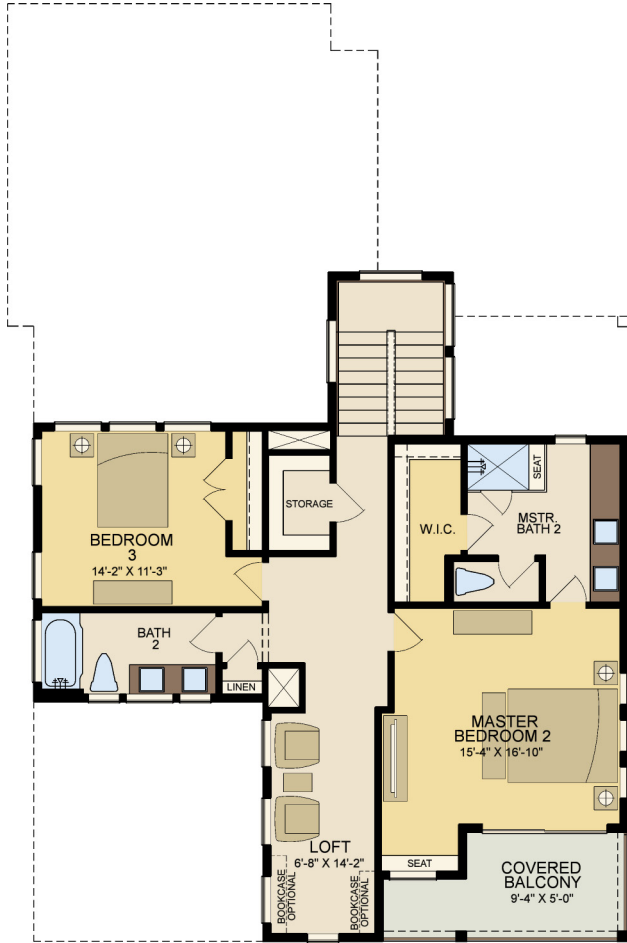 STORAGE
W.I.C.
SEAT
MSTR.
BATH 2
BEDROOM
3
14'-2" X 11'-3"
BATH
2
LINEN
MASTER
BEDROOM 2
15'-4" X 16'-10"
LOFT
6'-8" X 14'-2"
BOOKCASE
OPTIONAL
BOOKCASE
OPTIONAL
SEAT
COVERED
BALCONY
9'-4" X 5'-0"